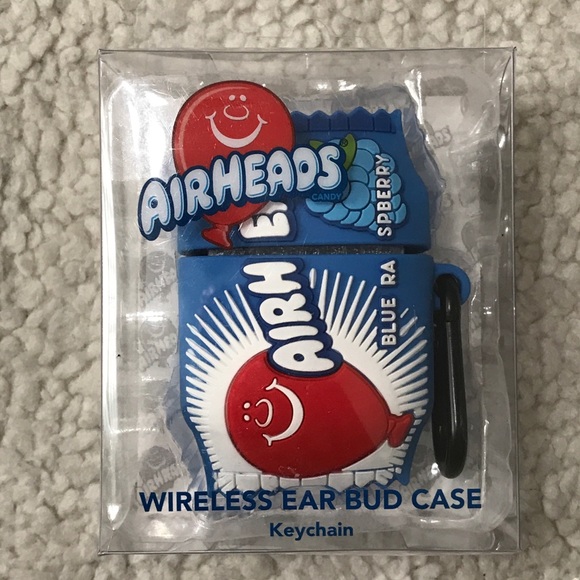 AIRHEADS
CANDY
AIRH E
BLUE RA SPBERRY
WIRELESS EAR BUD CASE
Keychain